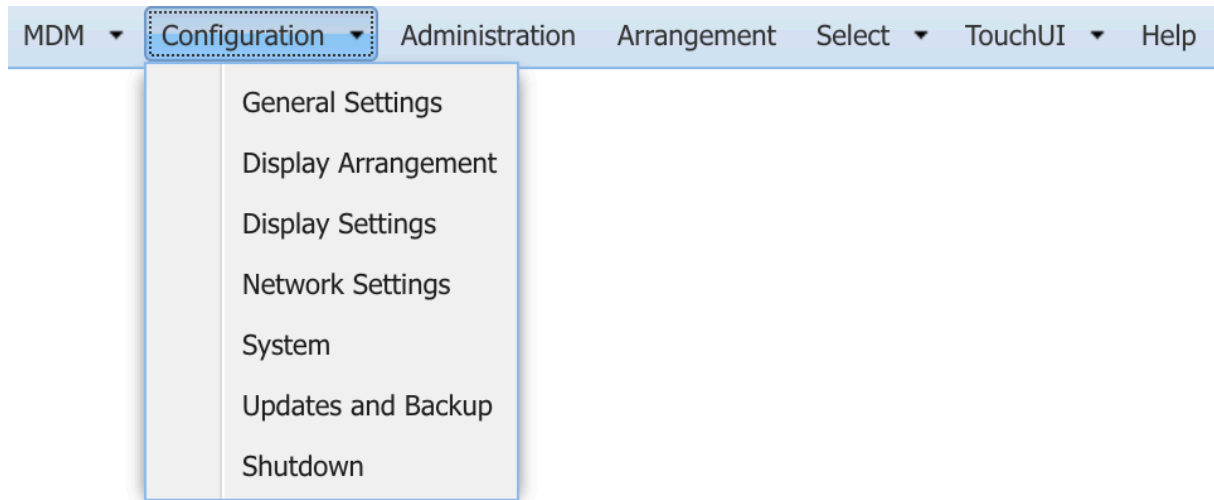 MDM Configuration Administration Arrangement Select TouchUI Help
General Settings
Display Arrangement
Display Settings
Network Settings
System
Updates and Backup
Shutdown